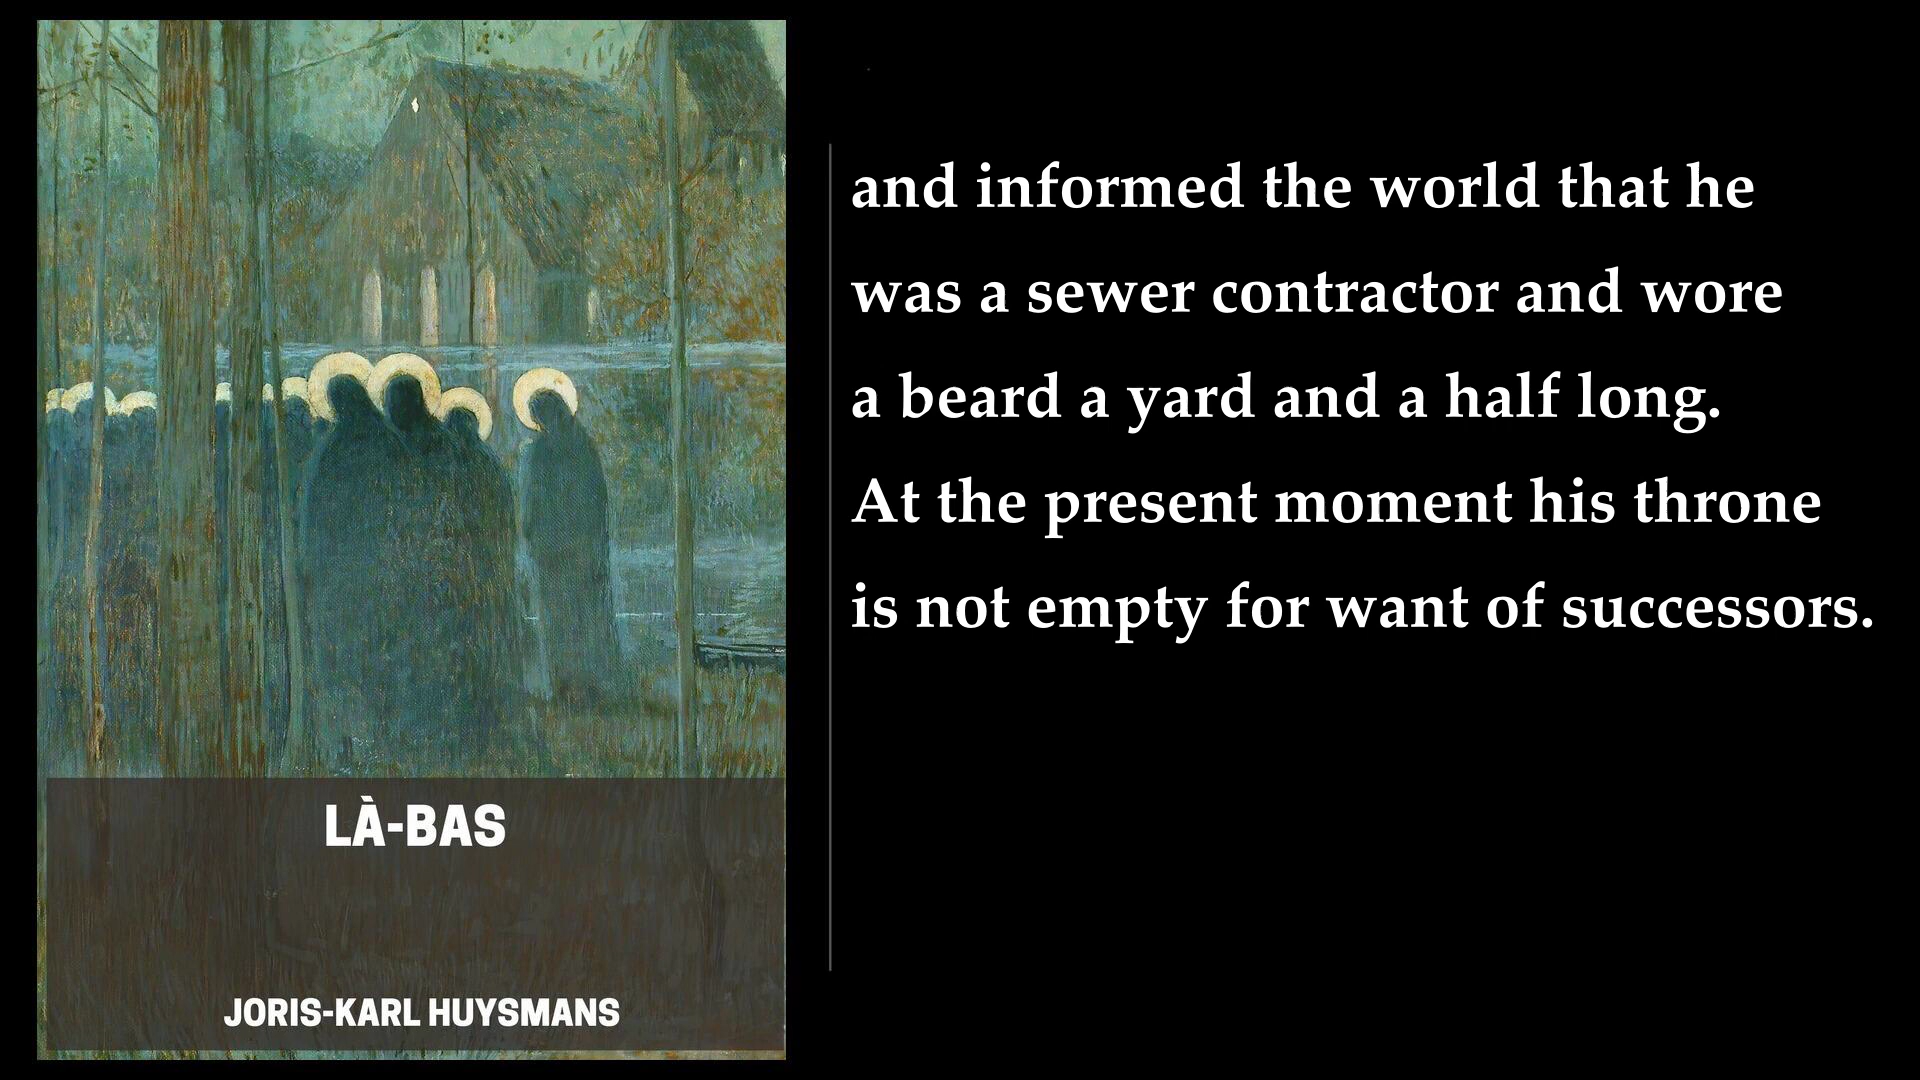 LÀ-BAS
JORIS-KARL HUYSMANS
and informed the world that he
was a sewer contractor and wore
a beard a yard and a half long.
At the present moment his throne
is not empty for want of successors.